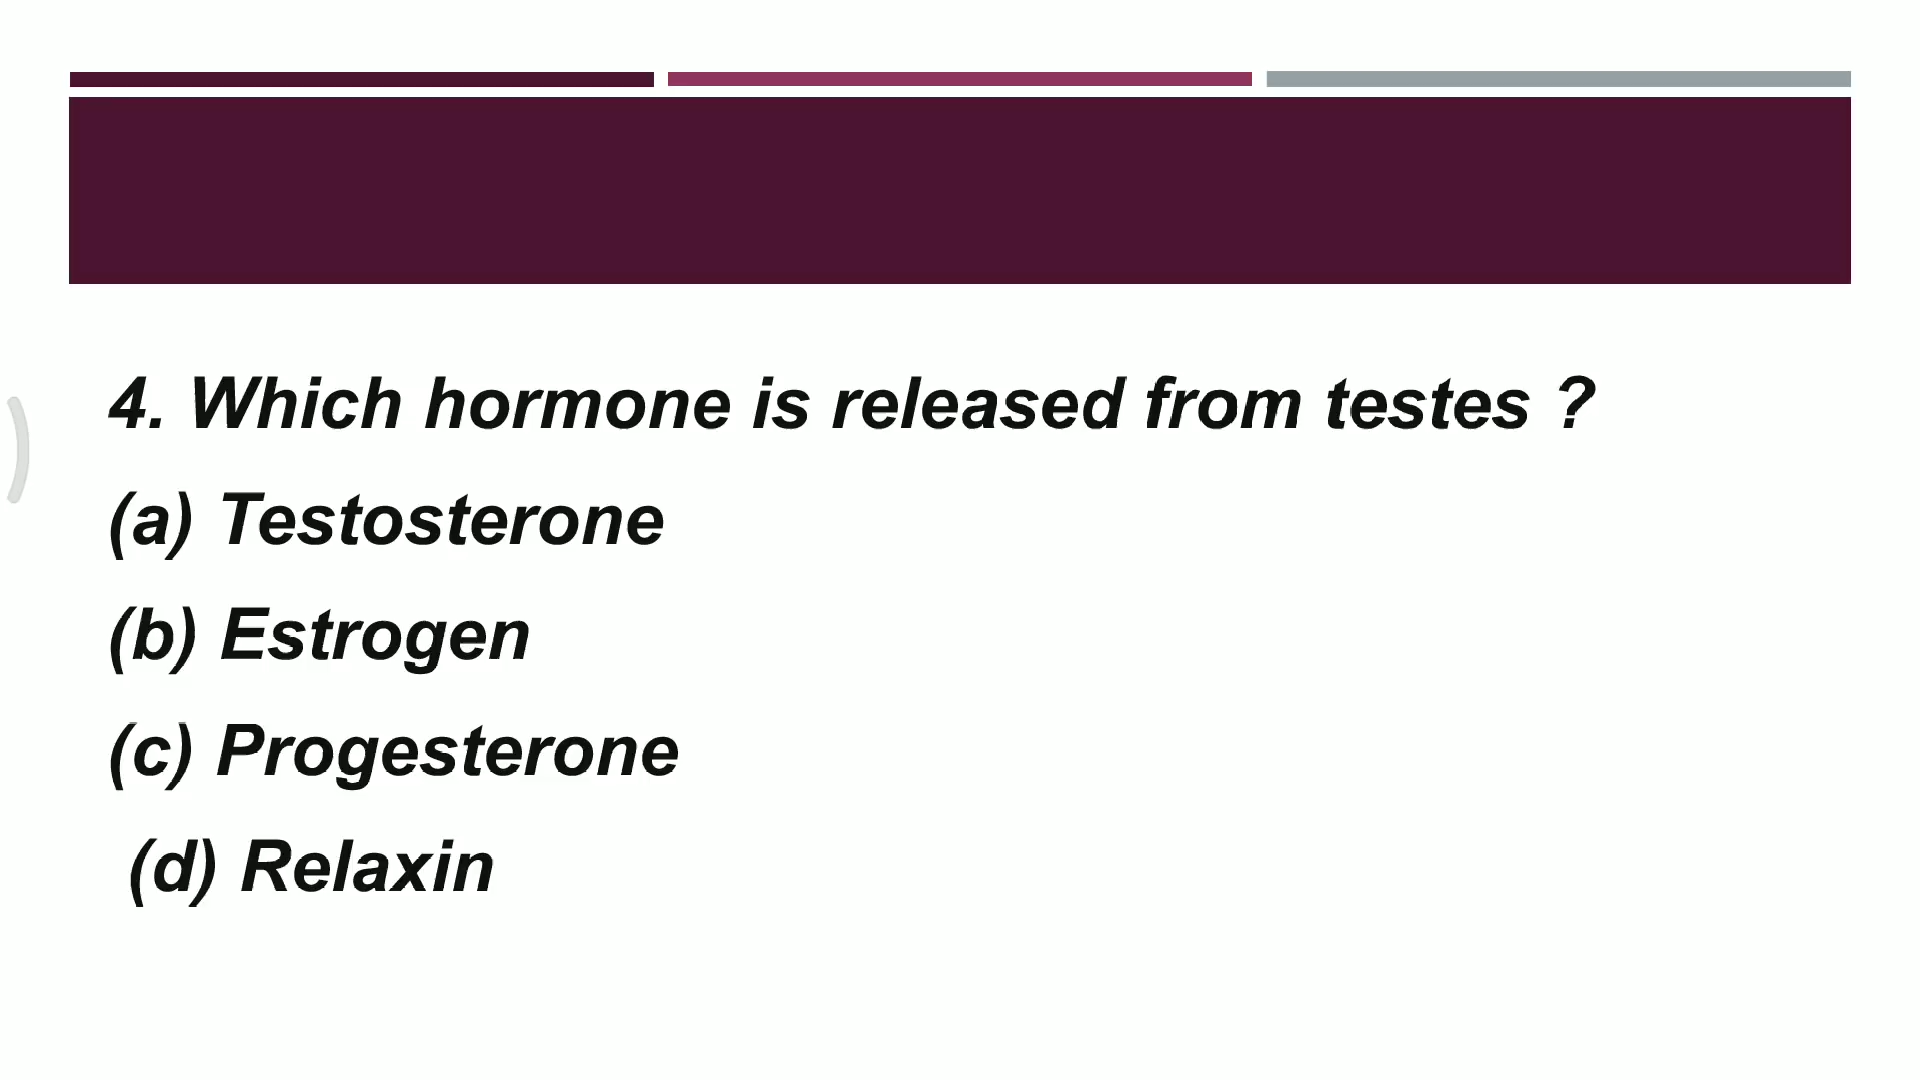 4. Which hormone is released from testes ?
(a) Testosterone
(b) Estrogen
(c) Progesterone
(d) Relaxin